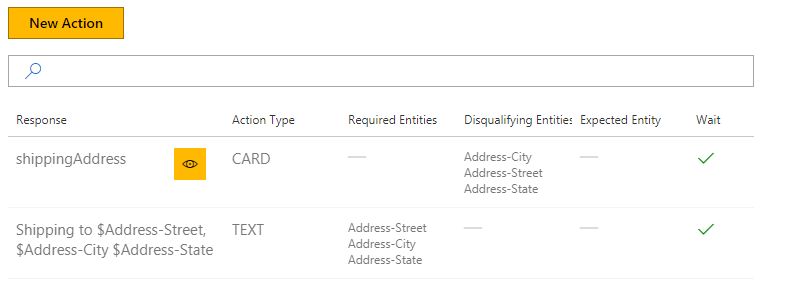 New Action
Response Action Type Required Entities Disqualifying Entities Expected Entity Wait
shippingAddress CARD Address-City
Address-Street
Address-State
Shipping to $Address-Street, TEXT Address-Street
$Address-City $Address-State Address-City
Address-State